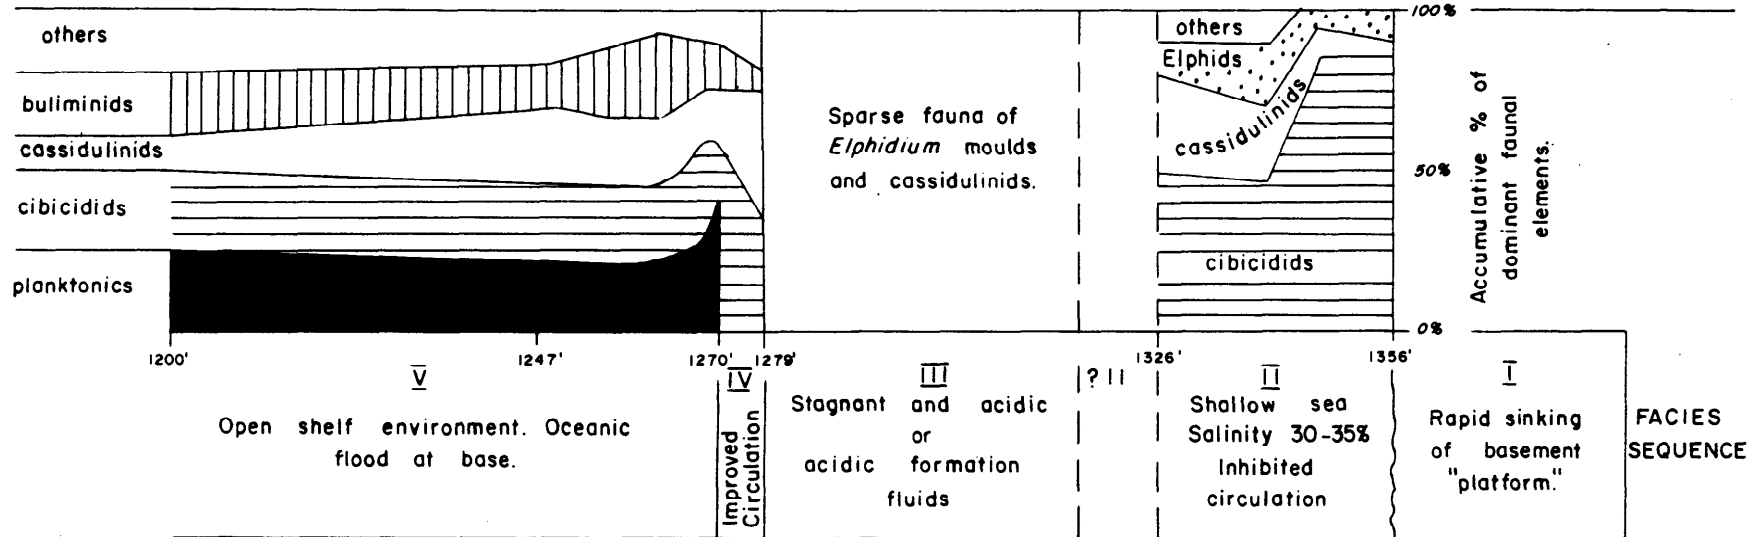 others
buliminids
cassidulinids
cibicidids
planktonics
Sparse fauna of
Elphidium moulds
and cassidulinids.
others
Elphids
cassidulinids
cibicidids
100%
50%
0%
Accumulative % of
dominant faunal
elements.
1200'
1247'
1270'
1279'
1326'
1356'
V
Open shelf environment. Oceanic
flood at base.
IV
Improved
Circulation
III
Stagnant and acidic
or
acidic formation
fluids
? II
II
Shallow sea
Salinity 30-35%
Inhibited
circulation
I
Rapid sinking
of basement
"platform."
FACIES
SEQUENCE